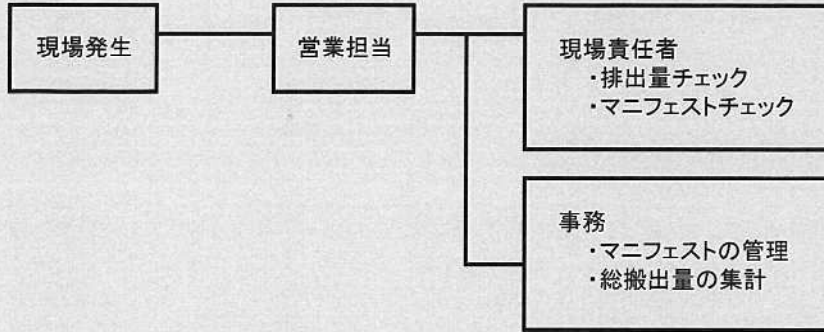 現場発生
営業担当
現場責任者
・排出量チェック
・マニフェストチェック
事務
・マニフェストの管理
・総搬出量の集計